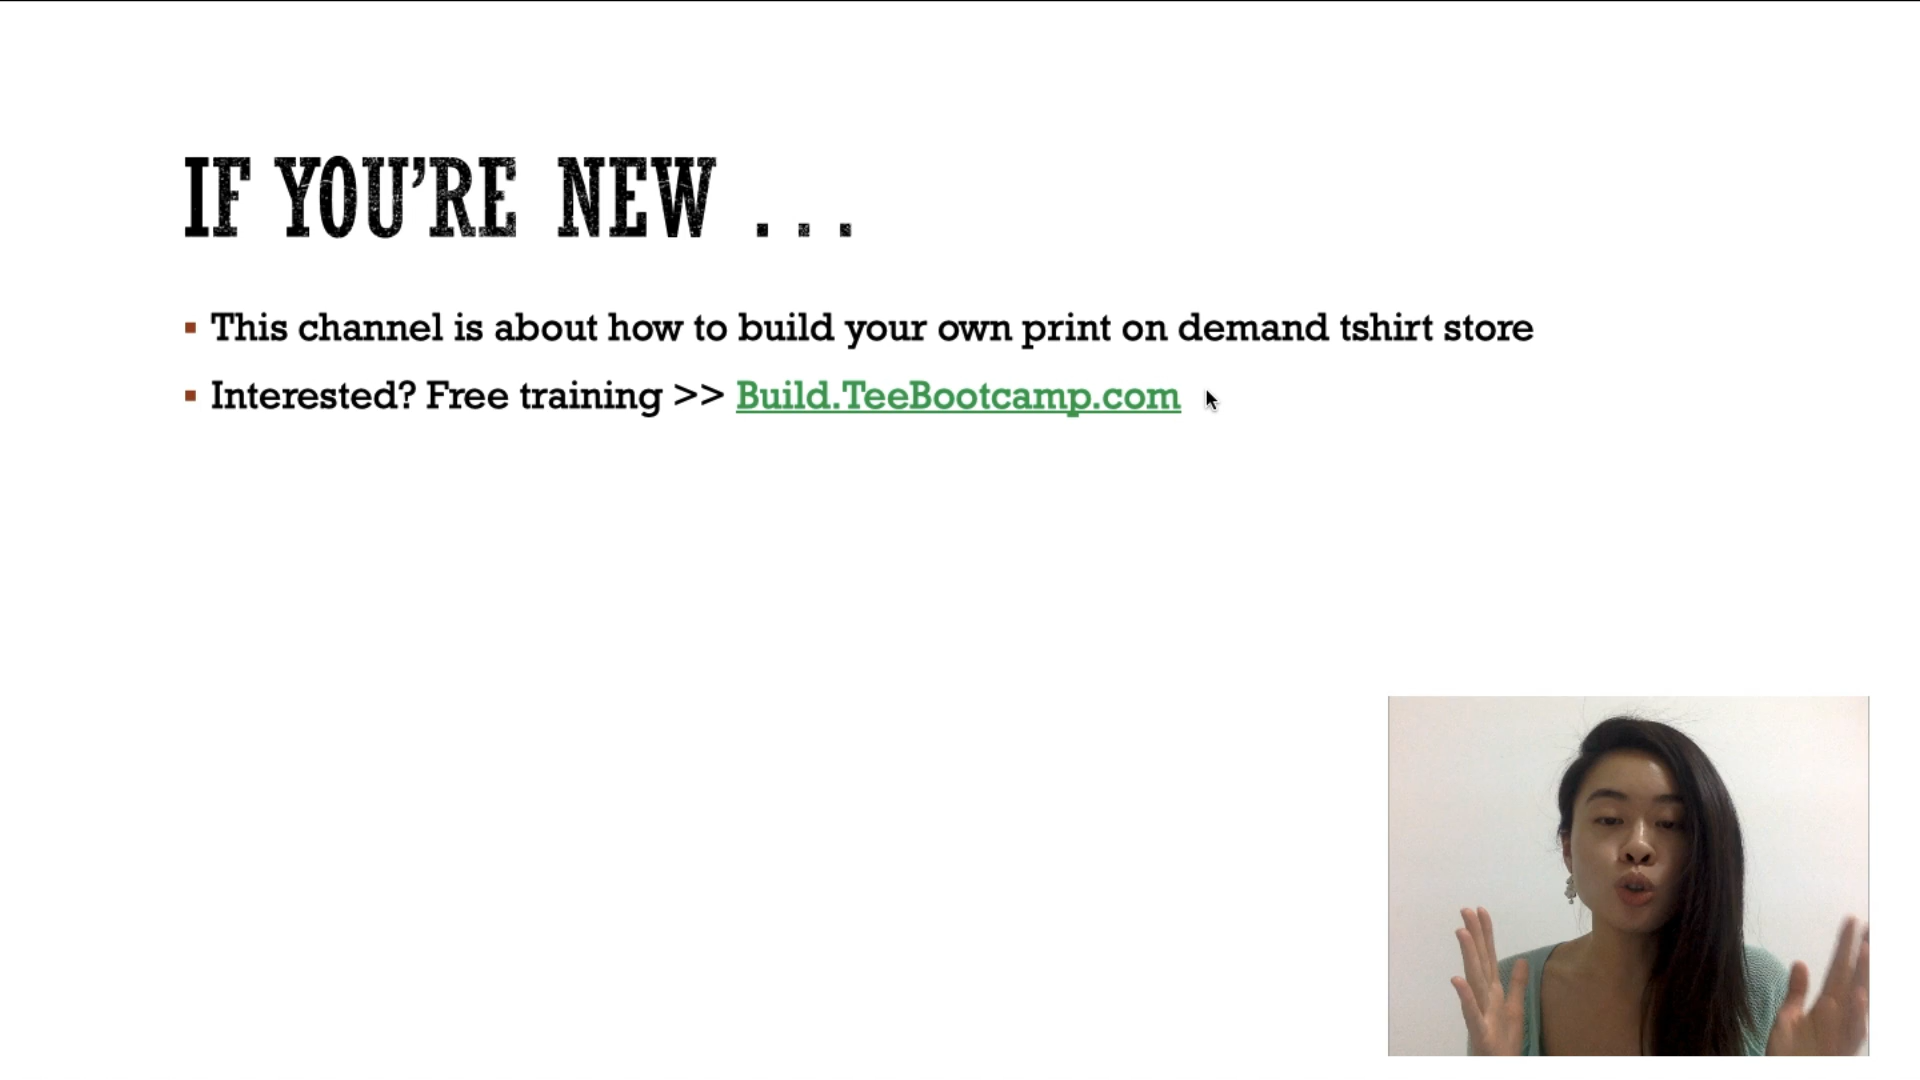 IF YOU'RE NEW ...
▪ This channel is about how to build your own print on demand tshirt store
▪ Interested? Free training >> Build.TeeBootcamp.com